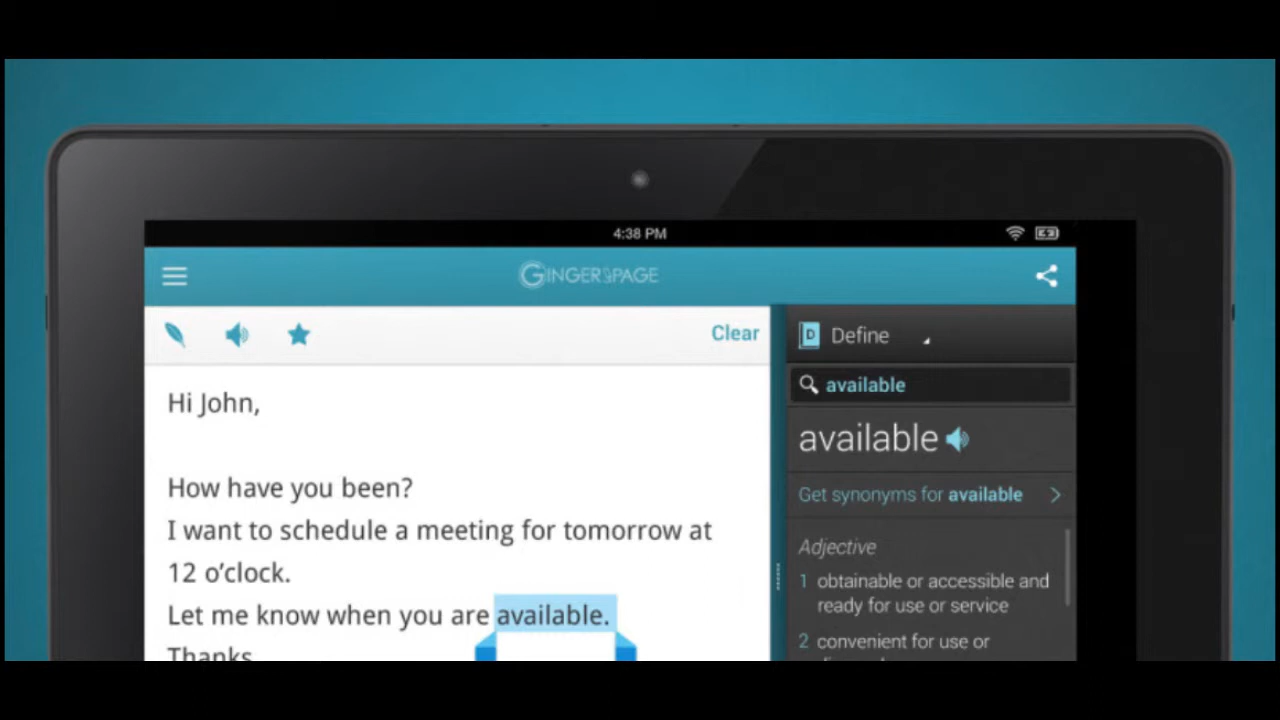 4:38 PM
GINGER PAGE
Clear
D Define
available
available
Get synonyms for available
Hi John,
How have you been?
I want to schedule a meeting for tomorrow at
12 o’clock.
Let me know when you are available.
Thanks
Adjective
1 obtainable or accessible and
ready for use or service
2 convenient for use or